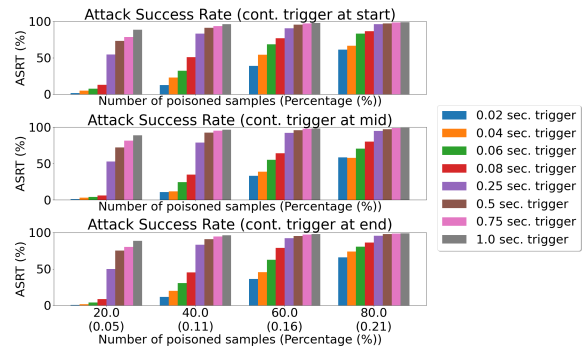 Attack Success Rate (cont. trigger at start)
100
50
0
ASRT (%)
Number of poisoned samples (Percentage (%))
Attack Success Rate (cont. trigger at mid)
100
50
0
ASRT (%)
Number of poisoned samples (Percentage (%))
Attack Success Rate (cont. trigger at end)
100
50
0
ASRT (%)
20.0 40.0 60.0 80.0
(0.05) (0.11) (0.16) (0.21)
Number of poisoned samples (Percentage (%))
0.02 sec. trigger
0.04 sec. trigger
0.06 sec. trigger
0.08 sec. trigger
0.25 sec. trigger
0.5 sec. trigger
0.75 sec. trigger
1.0 sec. trigger